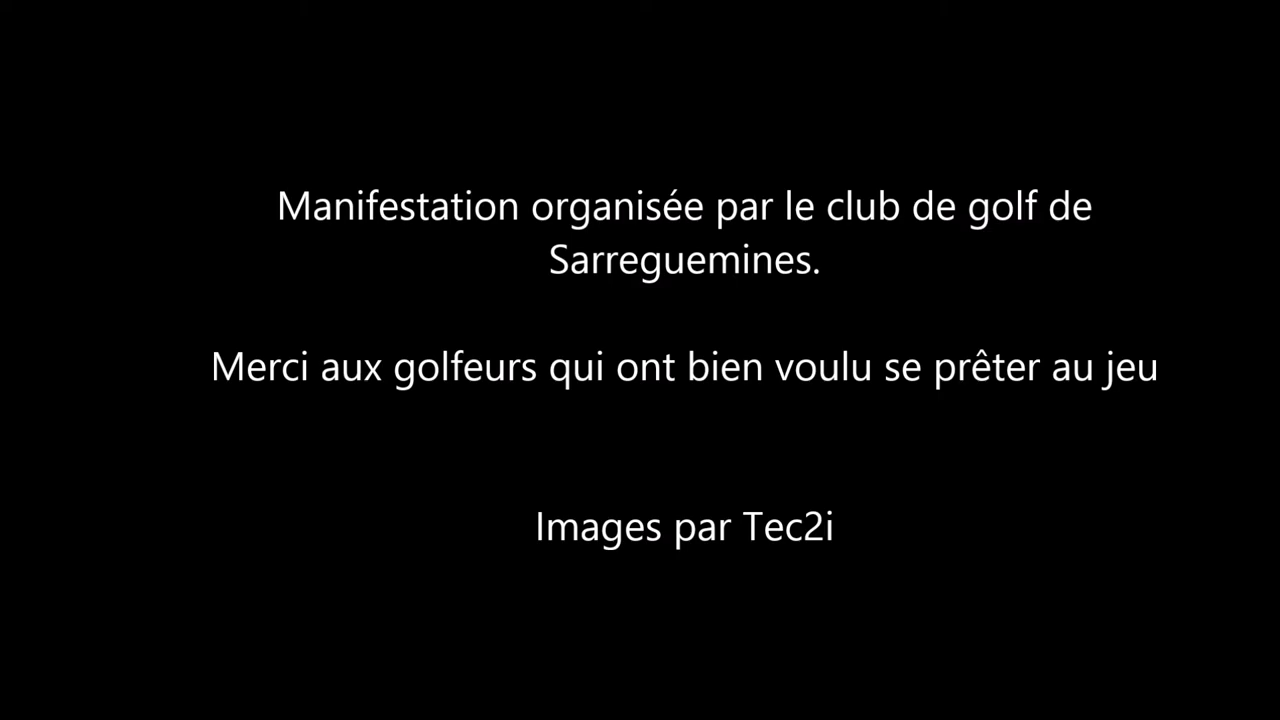 Manifestation organisée par le club de golf de
Sarreguemines.
Merci aux golfeurs qui ont bien voulu se prêter au jeu
Images par Tec2i